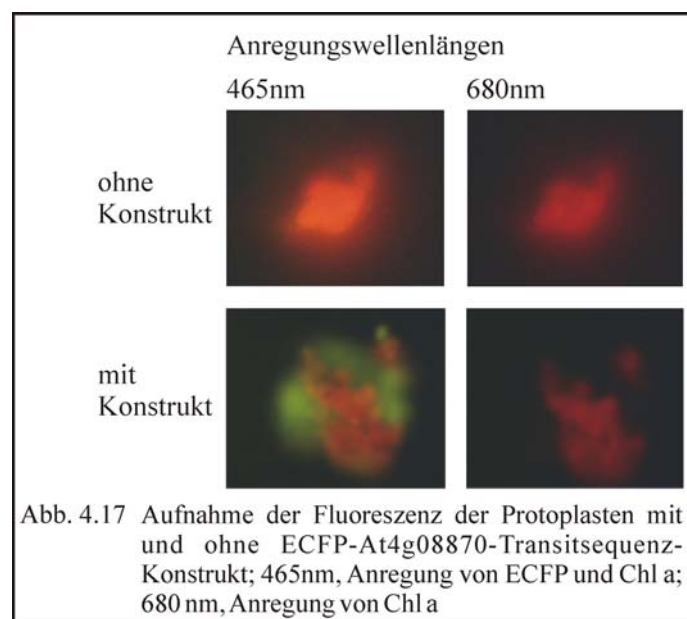 Anregungswellenlängen
465nm 680nm
ohne
Konstrukt
mit
Konstrukt
Abb. 4.17 Aufnahme der Fluoreszenz der Protoplasten mit
und ohne ECFP-At4g08870-Transitsequenz-
Konstrukt; 465nm, Anregung von ECFP und Chl a;
680 nm, Anregung von Chl a